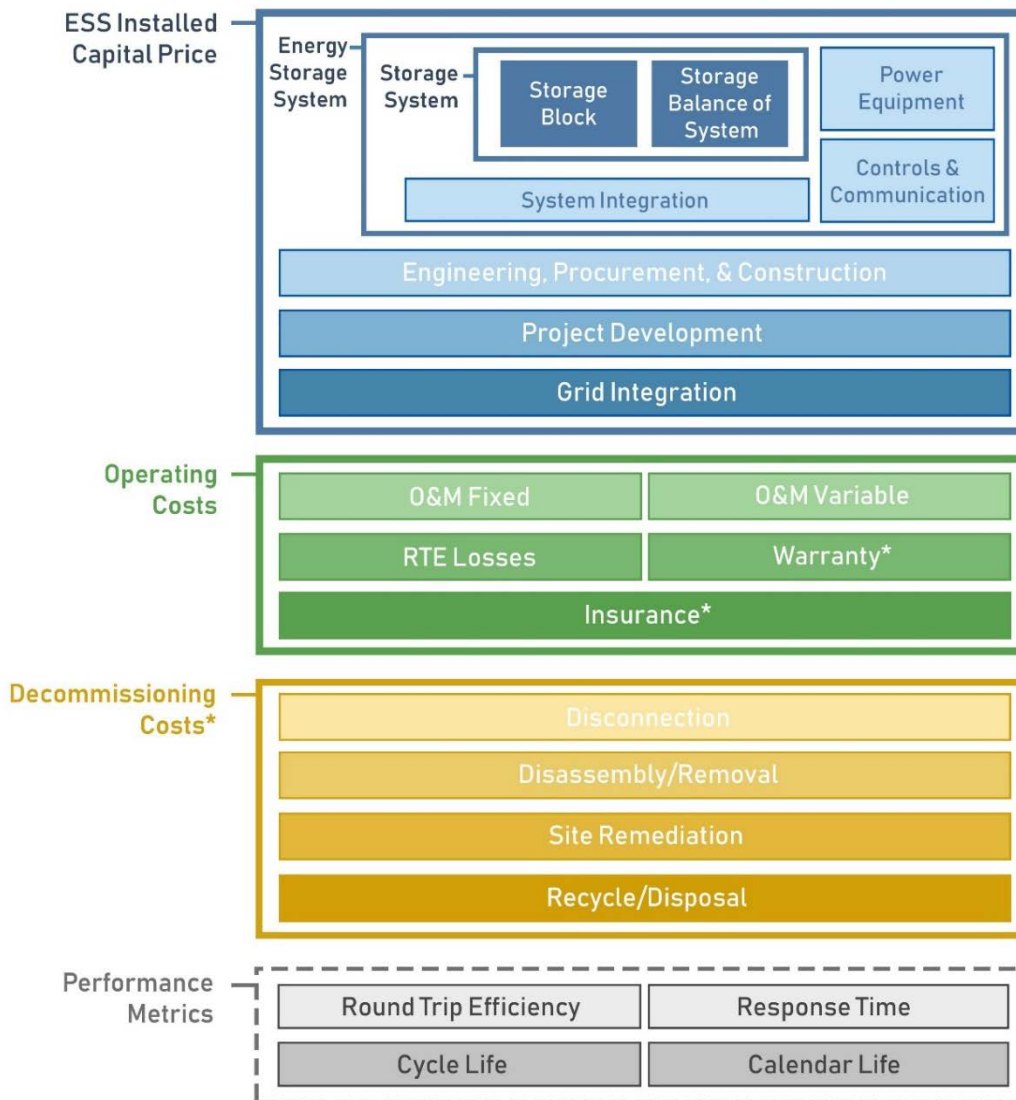 ESS Installed
Capital Price
Energy
Storage
System
Storage
System
Storage
Block
Storage
Balance of
System
Power
Equipment
Controls &
Communication
System Integration
Engineering, Procurement, & Construction
Project Development
Grid Integration
Operating
Costs
O&M Fixed
O&M Variable
RTE Losses
Warranty*
Insurance*
Decommissioning
Costs*
Disconnection
Disassembly/Removal
Site Remediation
Recycle/Disposal
Performance
Metrics
Round Trip Efficiency
Response Time
Cycle Life
Calendar Life